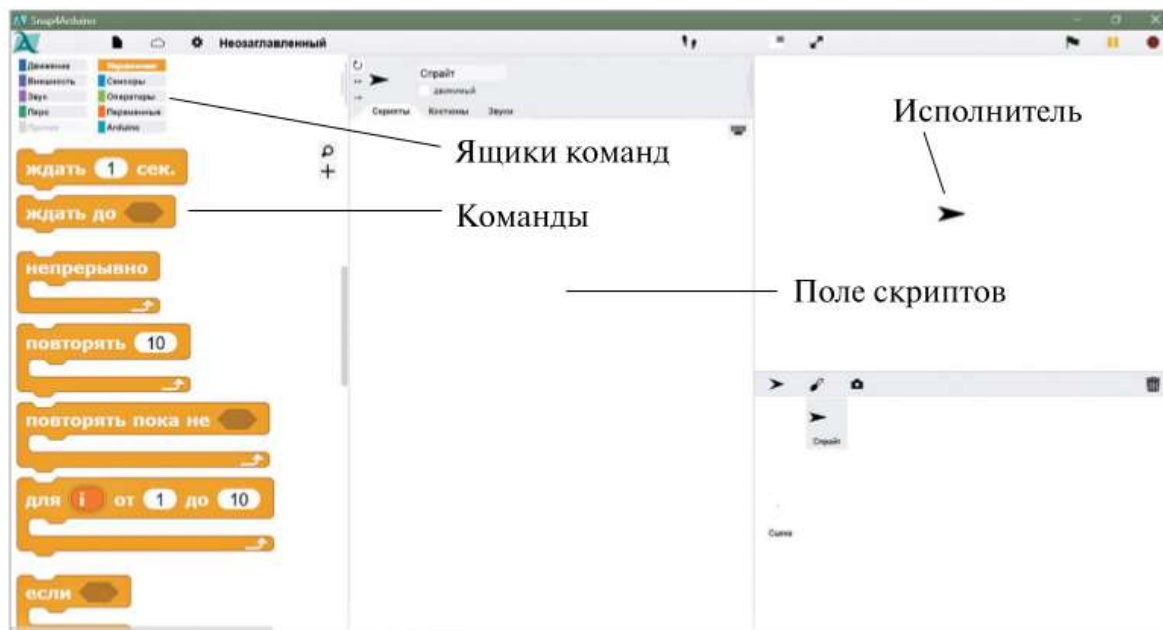 Snap4Arduino
Неозаглавленный
Движение
Управление
Внешность
Сенсоры
Звук
Операторы
Перо
Переменные
Прочее
Arduino
Спрайт
движимый
Скрипты Костюмы Звуки
Исполнитель
Ящики команд
Команды
Поле скриптов
ждать 1 сек.
ждать до
непрерывно
повторять 10
повторять пока не
для i от 1 до 10
если
Спрайт
Сцена